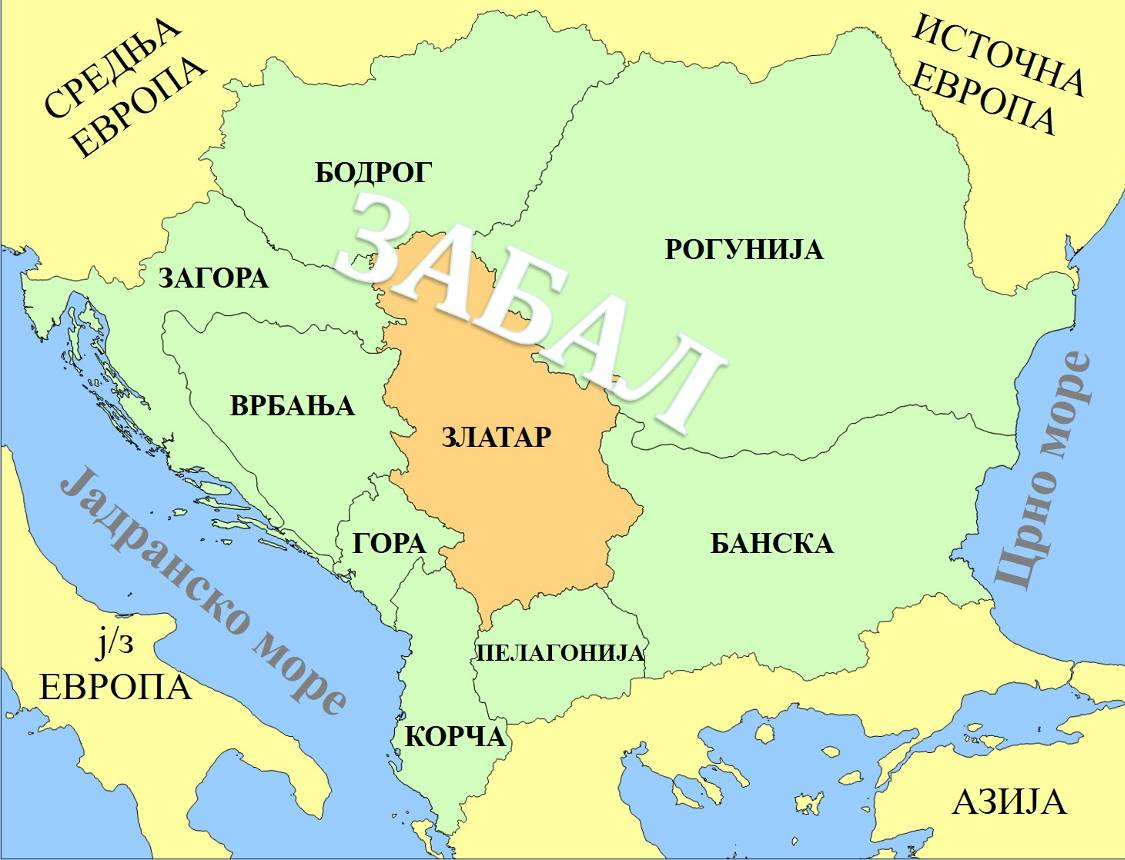 СРЕДЊА
ЕВРОПА
ИСТОЧНА
ЕВРОПА
БОДРОГ
ЗАБАЛ
РОГУНИЈА
ЗАГОРА
ВРБАЊА
ЗЛАТАР
Црно море
Јадранско море
ГОРА
БАНСКА
ј/з
ЕВРОПА
ПЕЛАГОНИЈА
КОРЧА
АЗИЈА